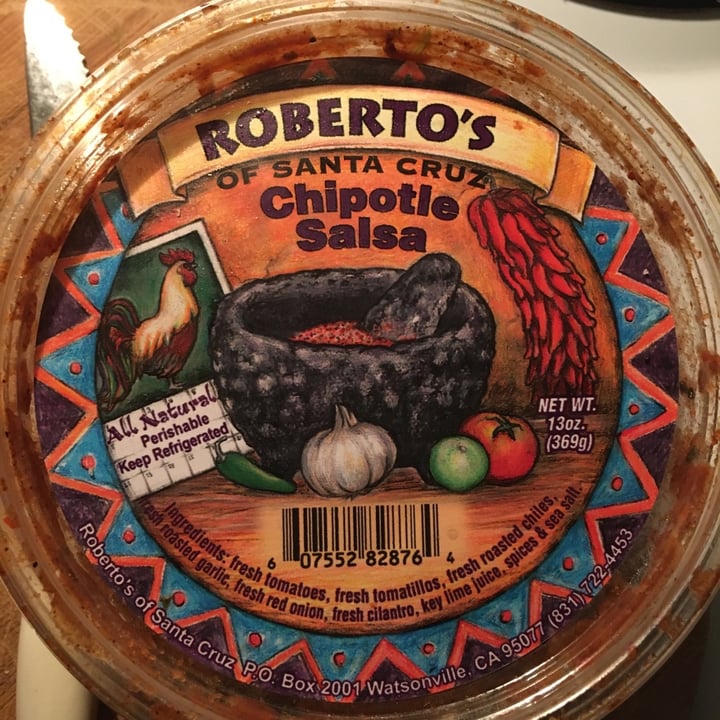 ROBERTO'S
OF SANTA CRUZ
Chipotle
Salsa
All Natural
Perishable
Keep Refrigerated
NET WT.
13oz.
(369g)
6 07552 82876 4
Ingredients: fresh tomatoes, fresh tomatillos, fresh roasted chiles,
fresh roasted garlic, fresh red onion, fresh cilantro, key lime juice, spices & sea salt.
Roberto's of Santa Cruz P.O. Box 2001 Watsonville, CA 95077 (831) 722-4453